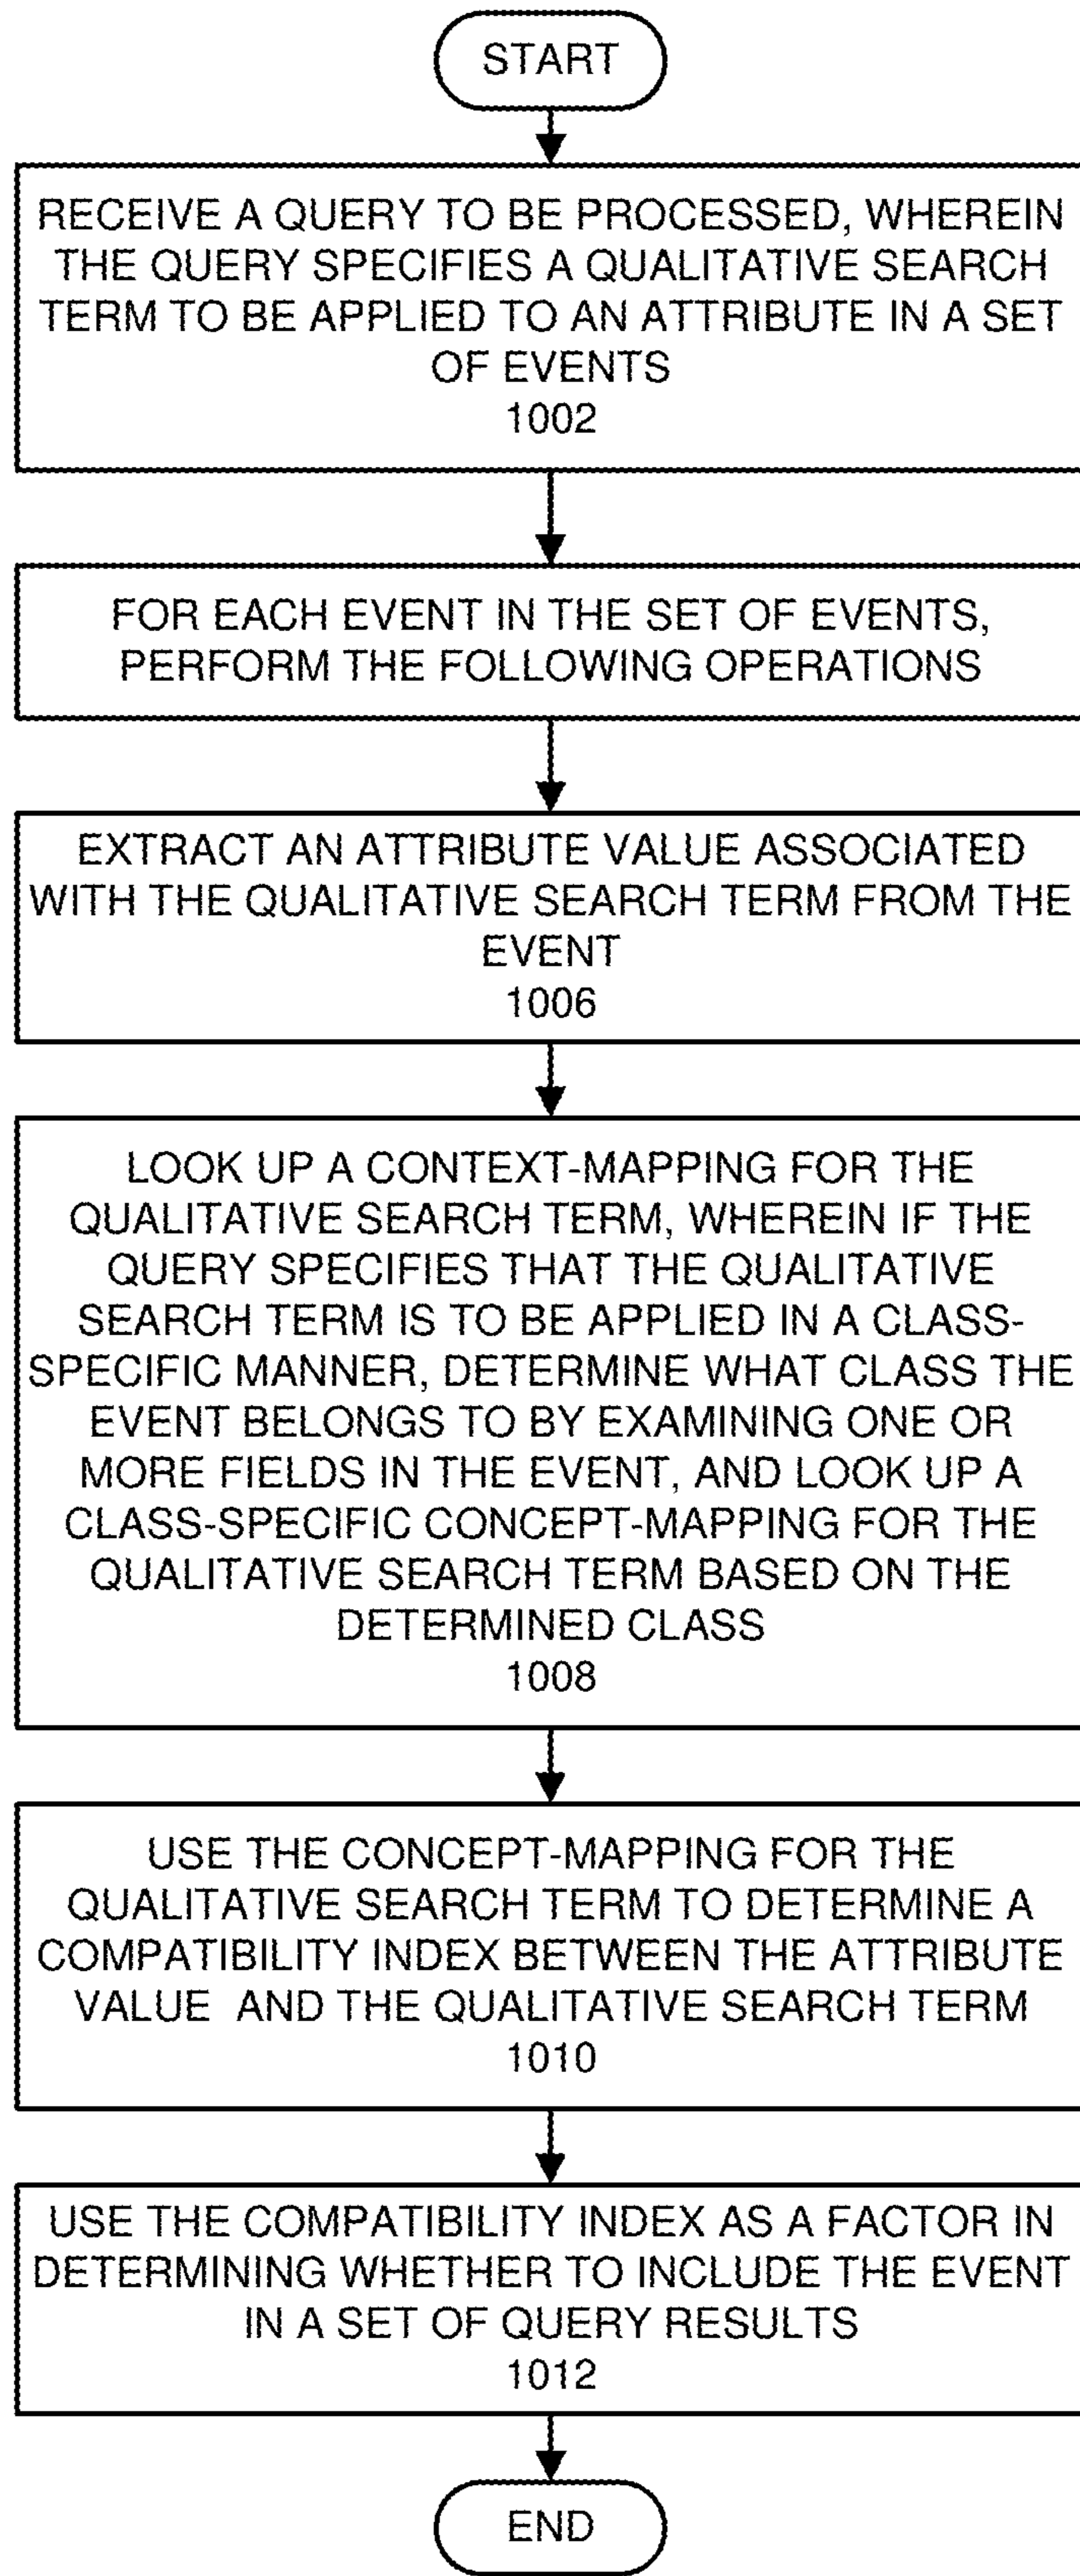 START
RECEIVE A QUERY TO BE PROCESSED, WHEREIN
THE QUERY SPECIFIES A QUALITATIVE SEARCH
TERM TO BE APPLIED TO AN ATTRIBUTE IN A SET
OF EVENTS
1002
FOR EACH EVENT IN THE SET OF EVENTS,
PERFORM THE FOLLOWING OPERATIONS
EXTRACT AN ATTRIBUTE VALUE ASSOCIATED
WITH THE QUALITATIVE SEARCH TERM FROM THE
EVENT
1006
LOOK UP A CONTEXT-MAPPING FOR THE
QUALITATIVE SEARCH TERM, WHEREIN IF THE
QUERY SPECIFIES THAT THE QUALITATIVE
SEARCH TERM IS TO BE APPLIED IN A CLASS-
SPECIFIC MANNER, DETERMINE WHAT CLASS THE
EVENT BELONGS TO BY EXAMINING ONE OR
MORE FIELDS IN THE EVENT, AND LOOK UP A
CLASS-SPECIFIC CONCEPT-MAPPING FOR THE
QUALITATIVE SEARCH TERM BASED ON THE
DETERMINED CLASS
1008
USE THE CONCEPT-MAPPING FOR THE
QUALITATIVE SEARCH TERM TO DETERMINE A
COMPATIBILITY INDEX BETWEEN THE ATTRIBUTE
VALUE AND THE QUALITATIVE SEARCH TERM
1010
USE THE COMPATIBILITY INDEX AS A FACTOR IN
DETERMINING WHETHER TO INCLUDE THE EVENT
IN A SET OF QUERY RESULTS
1012
END